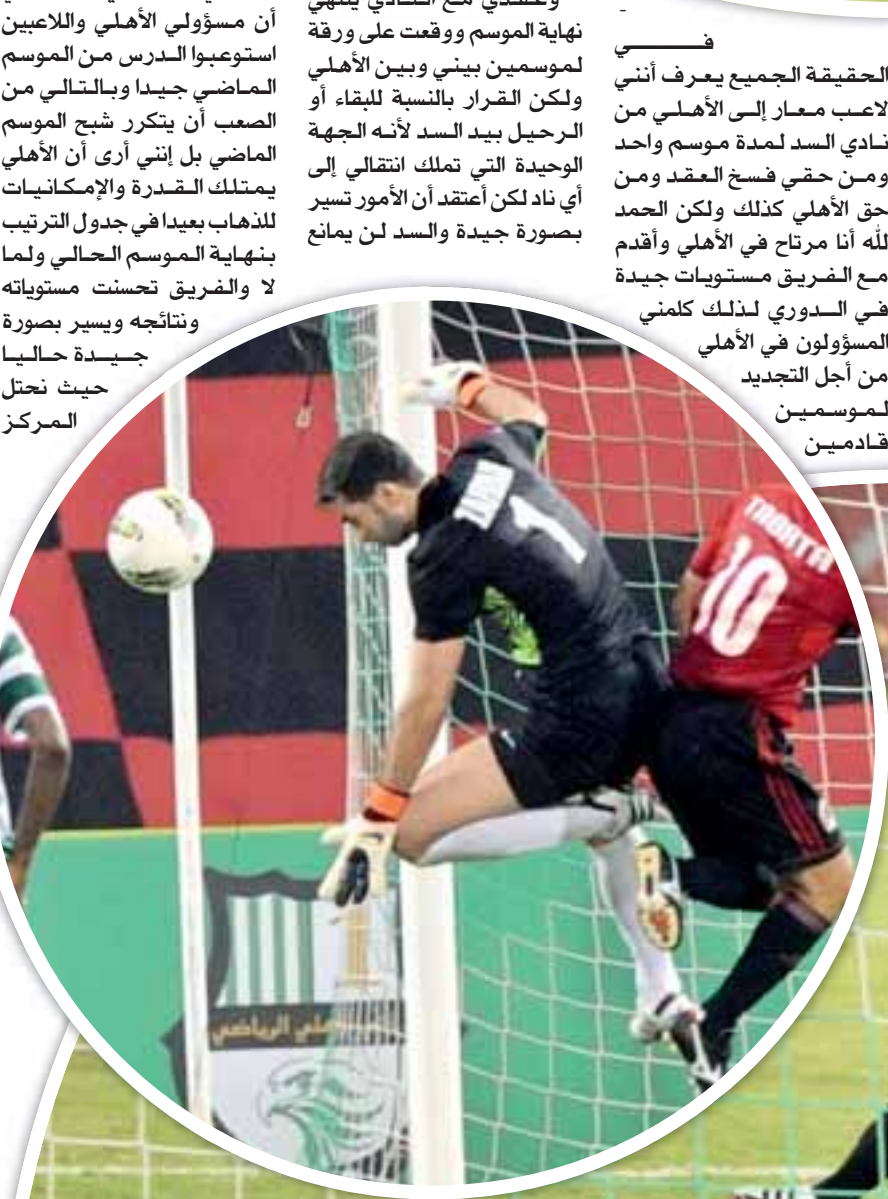 فـــــــــي
الحقيقة الجميع يعرف أنني
لاعب معار إلى الأهلي من
نادي السد لمدة موسم واحد
ومن حقي فسخ العقد ومن
حق الأهلي كذلك ولكن الحمد
لله أنا مرتاح في الأهلي وأقدم
مع الفريق مستويات جيدة
في الدوري لذلك كلمني
المسؤولون في الأهلي
من أجل التجديد
لموسمين
قادمين
نهاية الموسم ووقعت على ورقة
لموسمين بيني وبين الأهلي
ولكن القرار بالنسبة للبقاء أو
الرحيل بيد السد لأنه الجهة
الوحيدة التي تملك انتقالي إلى
أي ناد لكن أعتقد أن الأمور تسير
بصورة جيدة والسد لن يمانع
أن مسؤولي الأهلي واللاعبين
استوعبوا الدرس من الموسم
الماضي جيدا وبالتالي من
الصعب أن يتكرر شبح الموسم
الماضي بل إنني أرى أن الأهلي
يمتلك القدرة والإمكانيات
للذهاب بعيدا في جدول الترتيب
بنهاية الموسم الحالي ولما
لا والفريق تحسنت مستوياته
ونتائجه ويسير بصورة
جيدة حاليا
حيث نحتل
المركز
1
TABATA
10
الرياضي